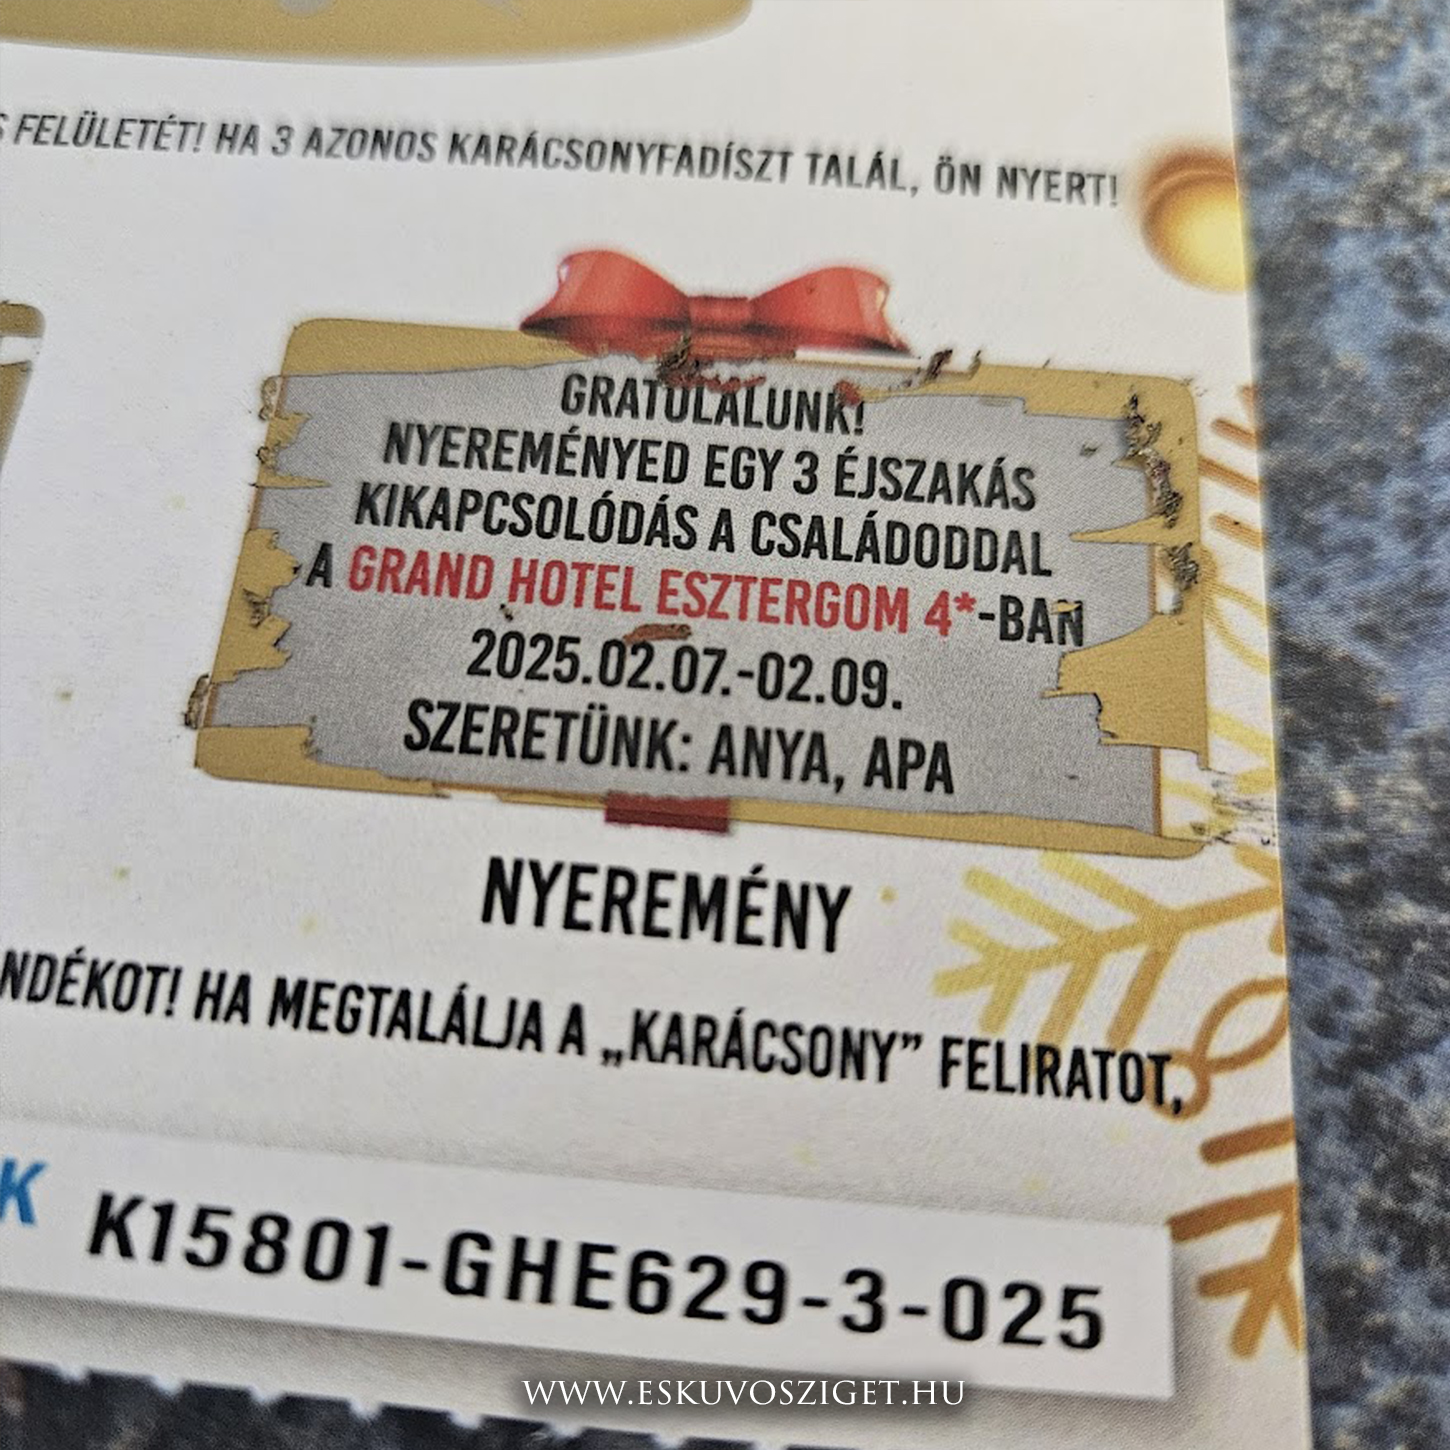 FELÜLETÉT! HA 3 AZONOS KARÁCSONYFADÍSZT TALÁL, ÖN NYERT!
GRATULÁLUNK!
NYEREMÉNYED EGY 3 ÉJSZAKÁS
KIKAPCSOLÓDÁS A CSALÁDODDAL
A GRAND HOTEL ESZTERGOM 4*-BAN
2025.02.07.-02.09.
SZERETÜNK: ANYA, APA
NYEREMÉNY
NDÉKOT! HA MEGTALÁLJA A „KARÁCSONY” FELIRATOT,
K K15801-GHE629-3-025
WWW.ESKUVOSZIGET.HU